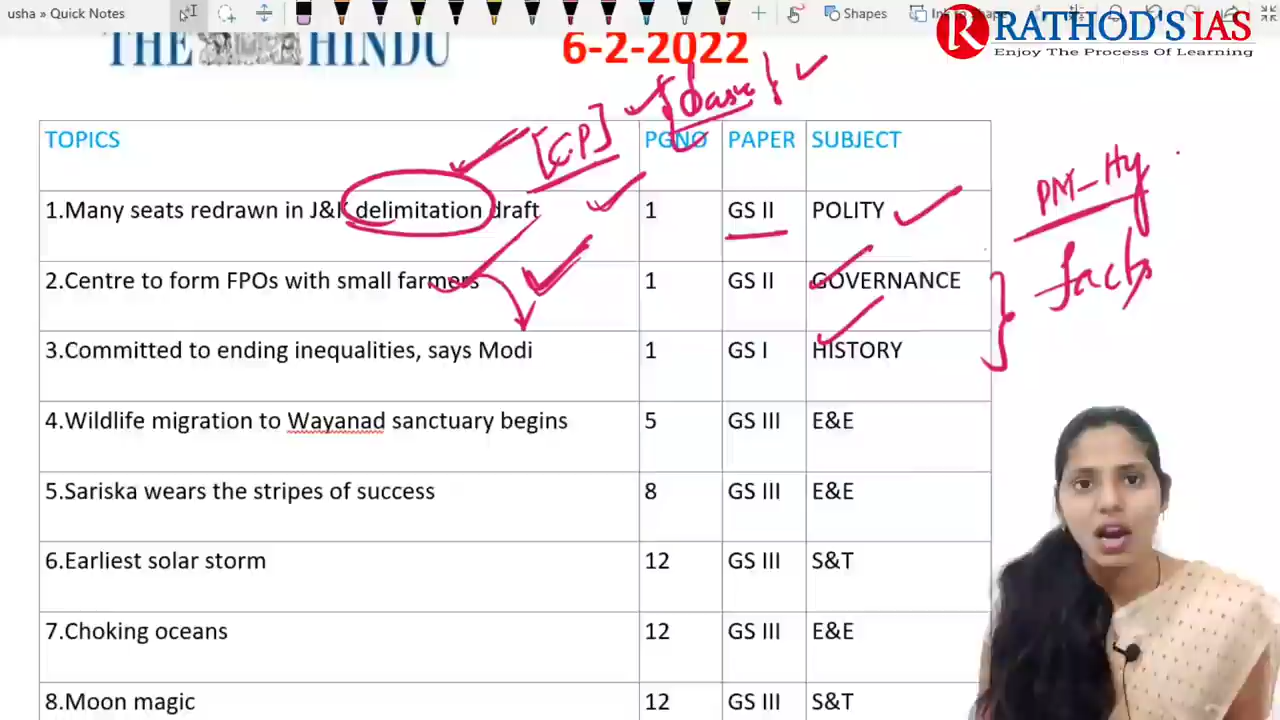 usha » Quick Notes
Shapes
THE HINDU
6-2-2022
RATHOD'S IAS
Enjoy The Process Of Learning
TOPICS PGNO PAPER SUBJECT
1.Many seats redrawn in J&K delimitation draft 1 GS II POLITY
2.Centre to form FPOs with small farmers 1 GS II GOVERNANCE
3.Committed to ending inequalities, says Modi 1 GS I HISTORY
4.Wildlife migration to Wayanad sanctuary begins 5 GS III E&E
5.Sariska wears the stripes of success 8 GS III E&E
6.Earliest solar storm 12 GS III S&T
7.Choking oceans 12 GS III E&E
8.Moon magic 12 GS III S&T
PM-Hy
facts